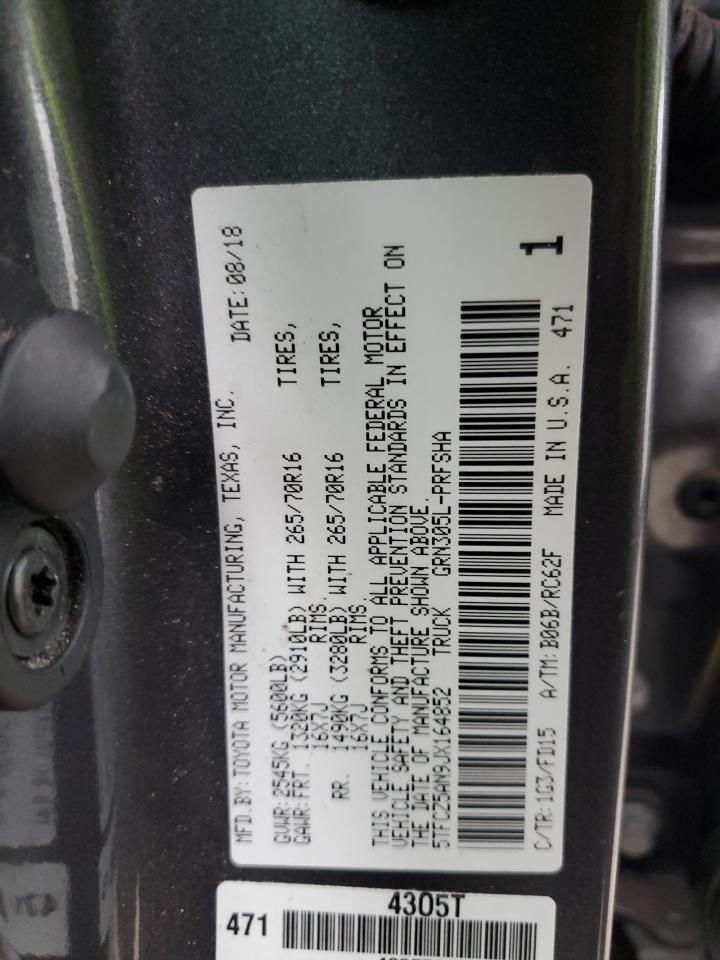 MFD.BY:TOYOTA MOTOR MANUFACTURING, TEXAS, INC. DATE:08/18
GVWR:2545KG (5600LB)
GAWR:FRT. 1320KG (2910LB) WITH 265/70R16 TIRES,
16X7J RIMS.
RR. 1490KG (3280LB) WITH 265/70R16 TIRES,
16X7J RIMS.
THIS VEHICLE CONFORMS TO ALL APPLICABLE FEDERAL MOTOR
VEHICLE SAFETY AND THEFT PREVENTION STANDARDS IN EFFECT ON
THE DATE OF MANUFACTURE SHOWN ABOVE.
5TFCZ5AN9JX164852 TRUCK GRN305L-PRFSHA
1
C/TR:1G3/FD15 A/TM:B06B/RC62F MADE IN U.S.A. 471
4305T
471